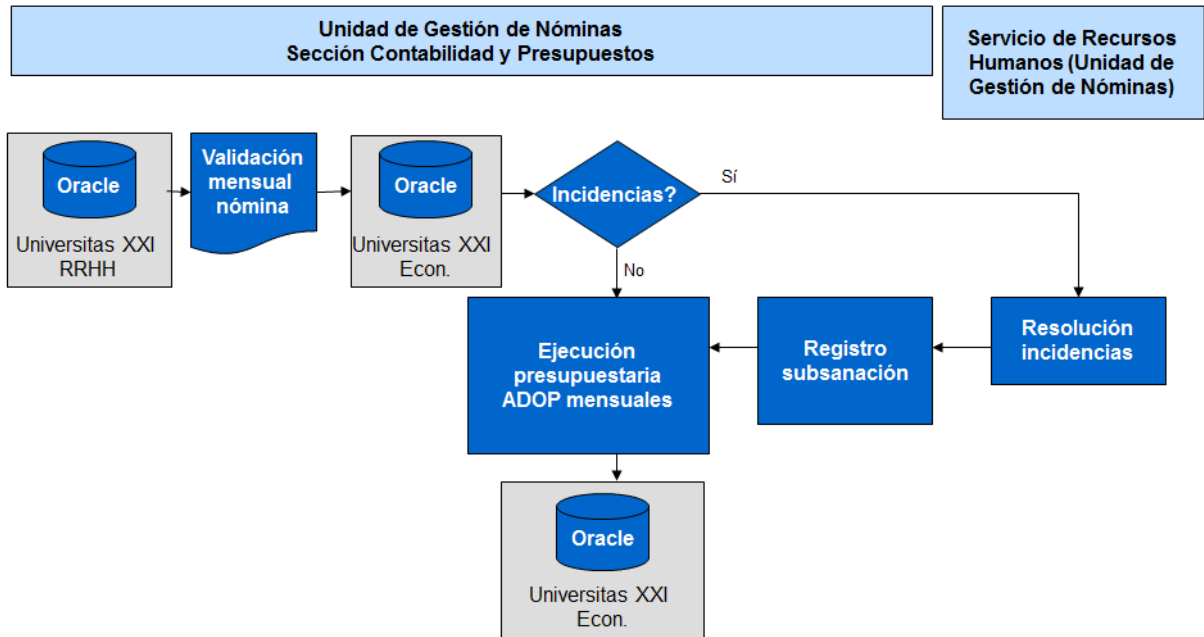 Unidad de Gestión de Nóminas
Sección Contabilidad y Presupuestos
Servicio de Recursos
Humanos (Unidad de
Gestión de Nóminas)
Oracle
Universitas XXI
RRHH
Validación
mensual
nómina
Oracle
Universitas XXI
Econ.
Incidencias?
Sí
No
Ejecución
presupuestaria
ADOP mensuales
Registro
subsanación
Resolución
incidencias
Oracle
Universitas XXI
Econ.